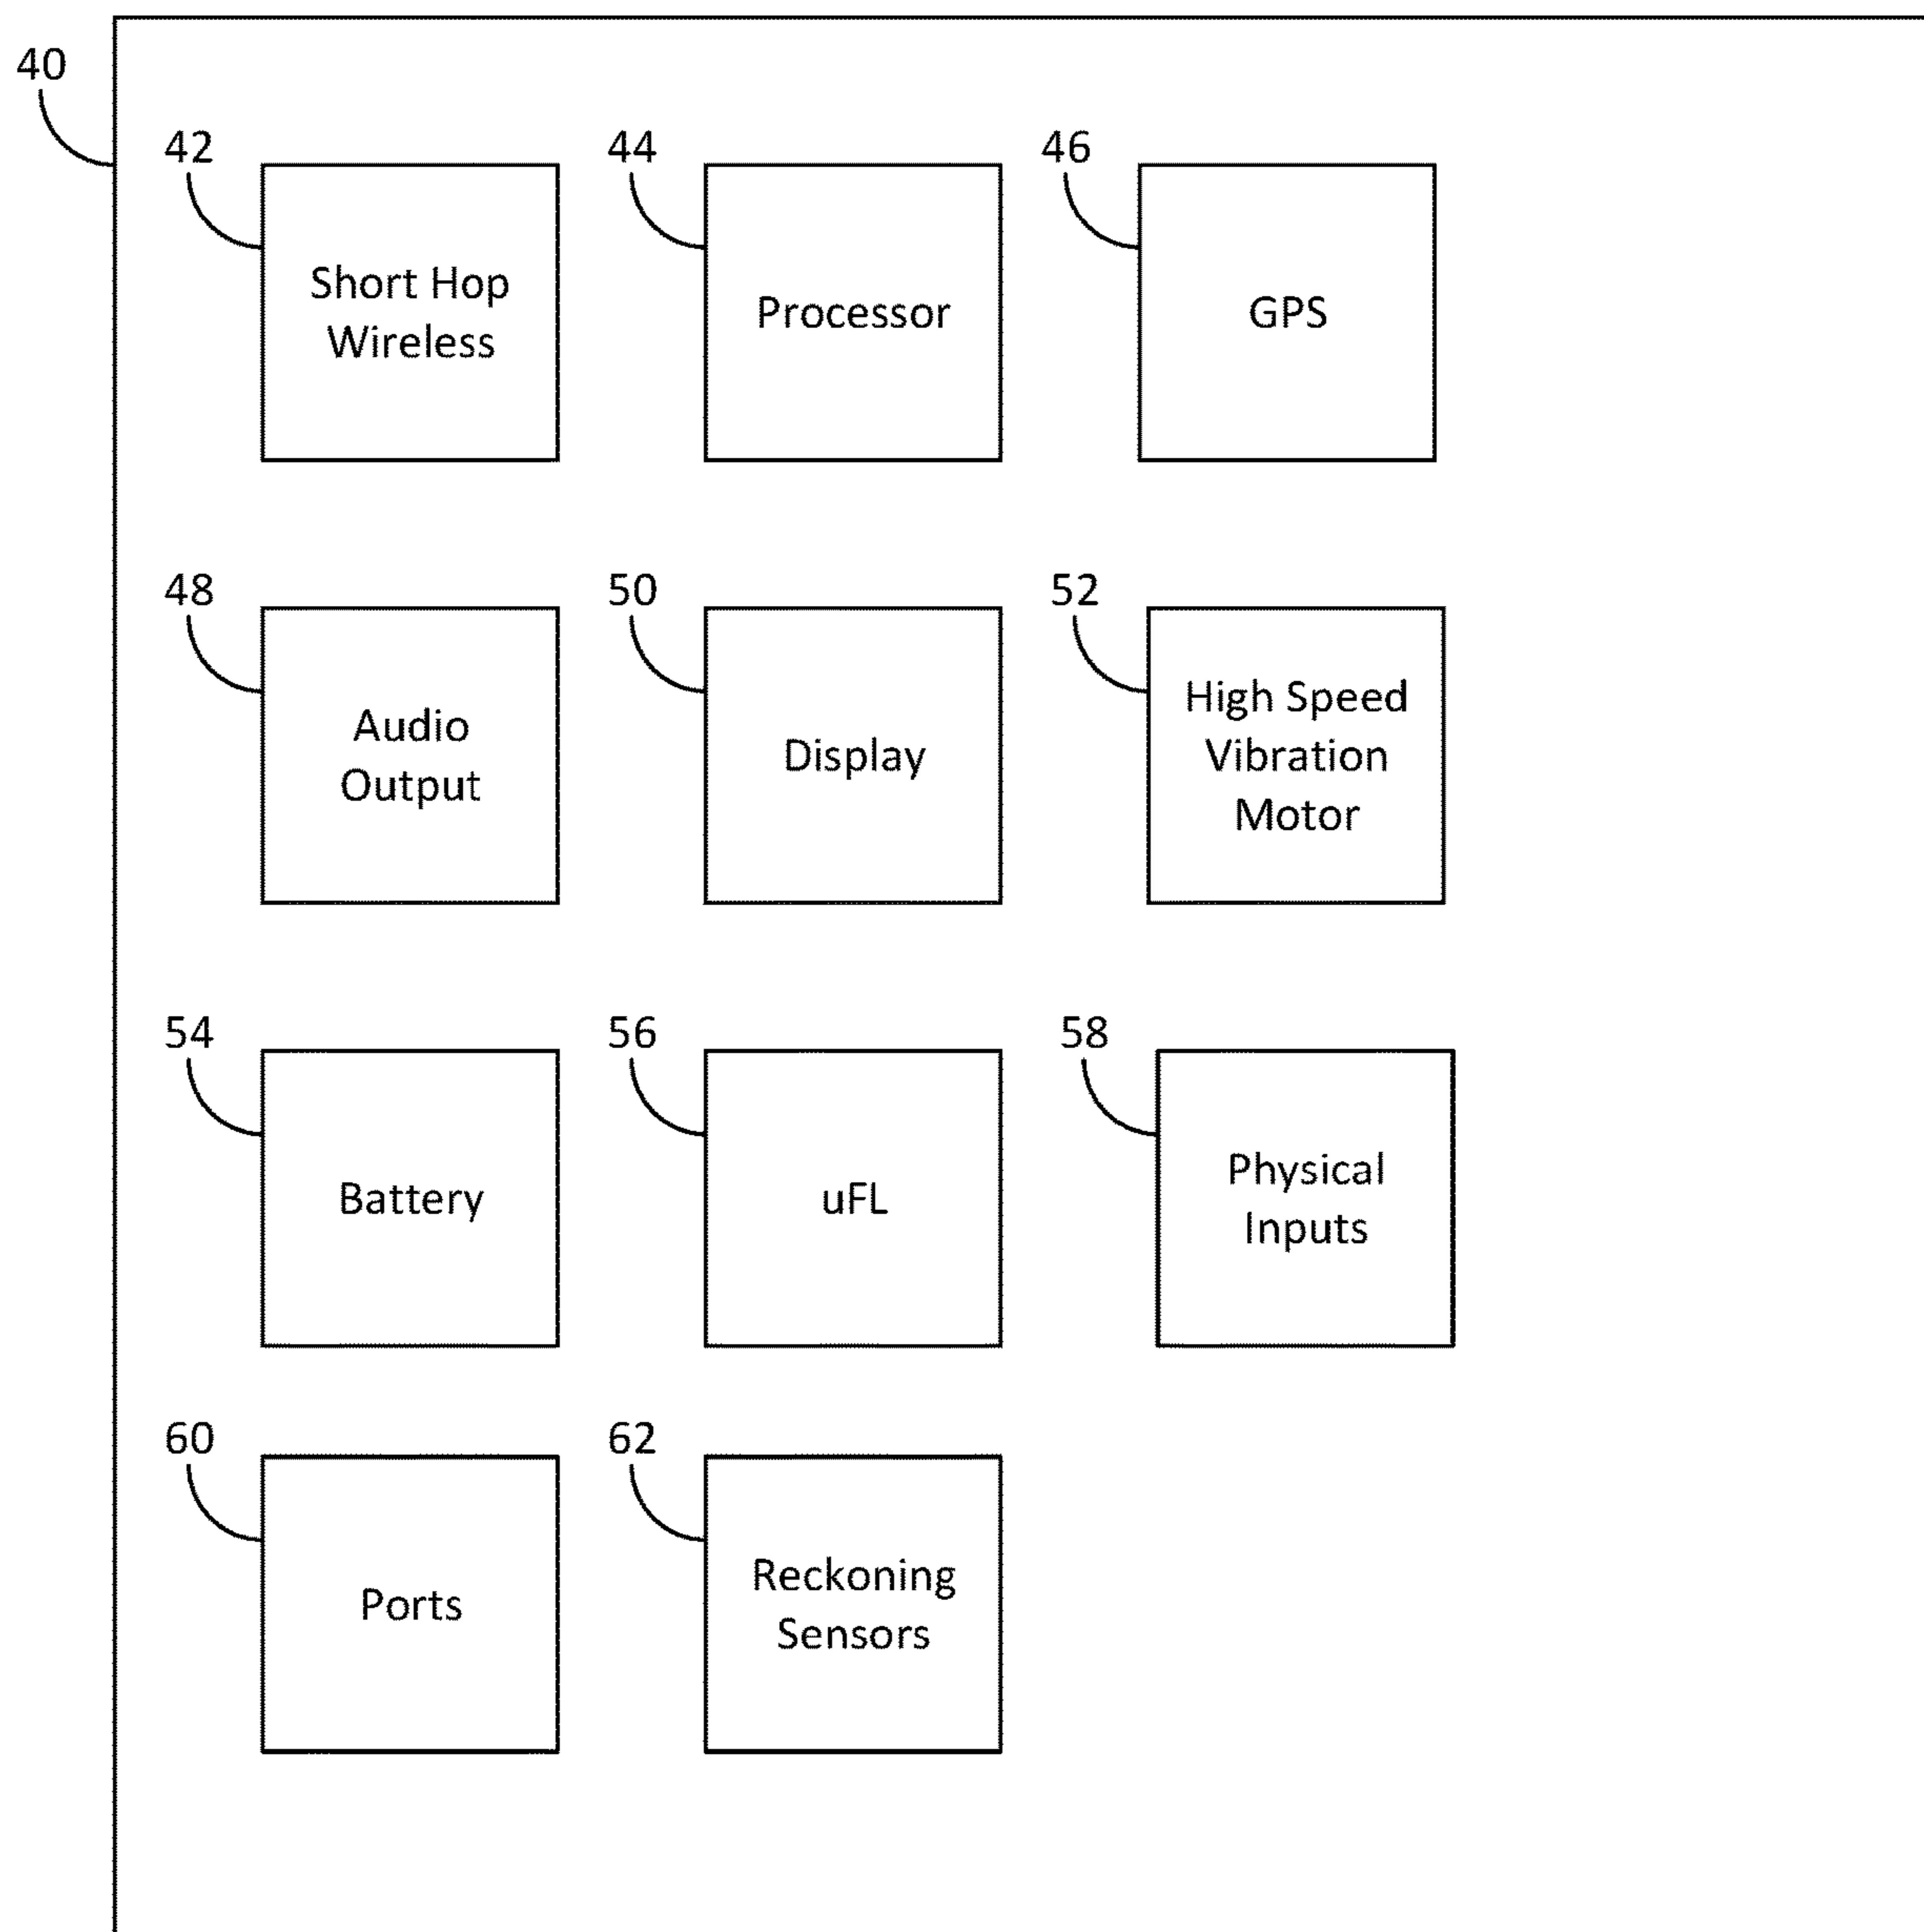 40
42
44
46
Short Hop
Wireless
Processor
GPS
48
50
52
Audio
Output
Display
High Speed
Vibration
Motor
54
56
58
Battery
uFL
Physical
Inputs
60
62
Ports
Reckoning
Sensors